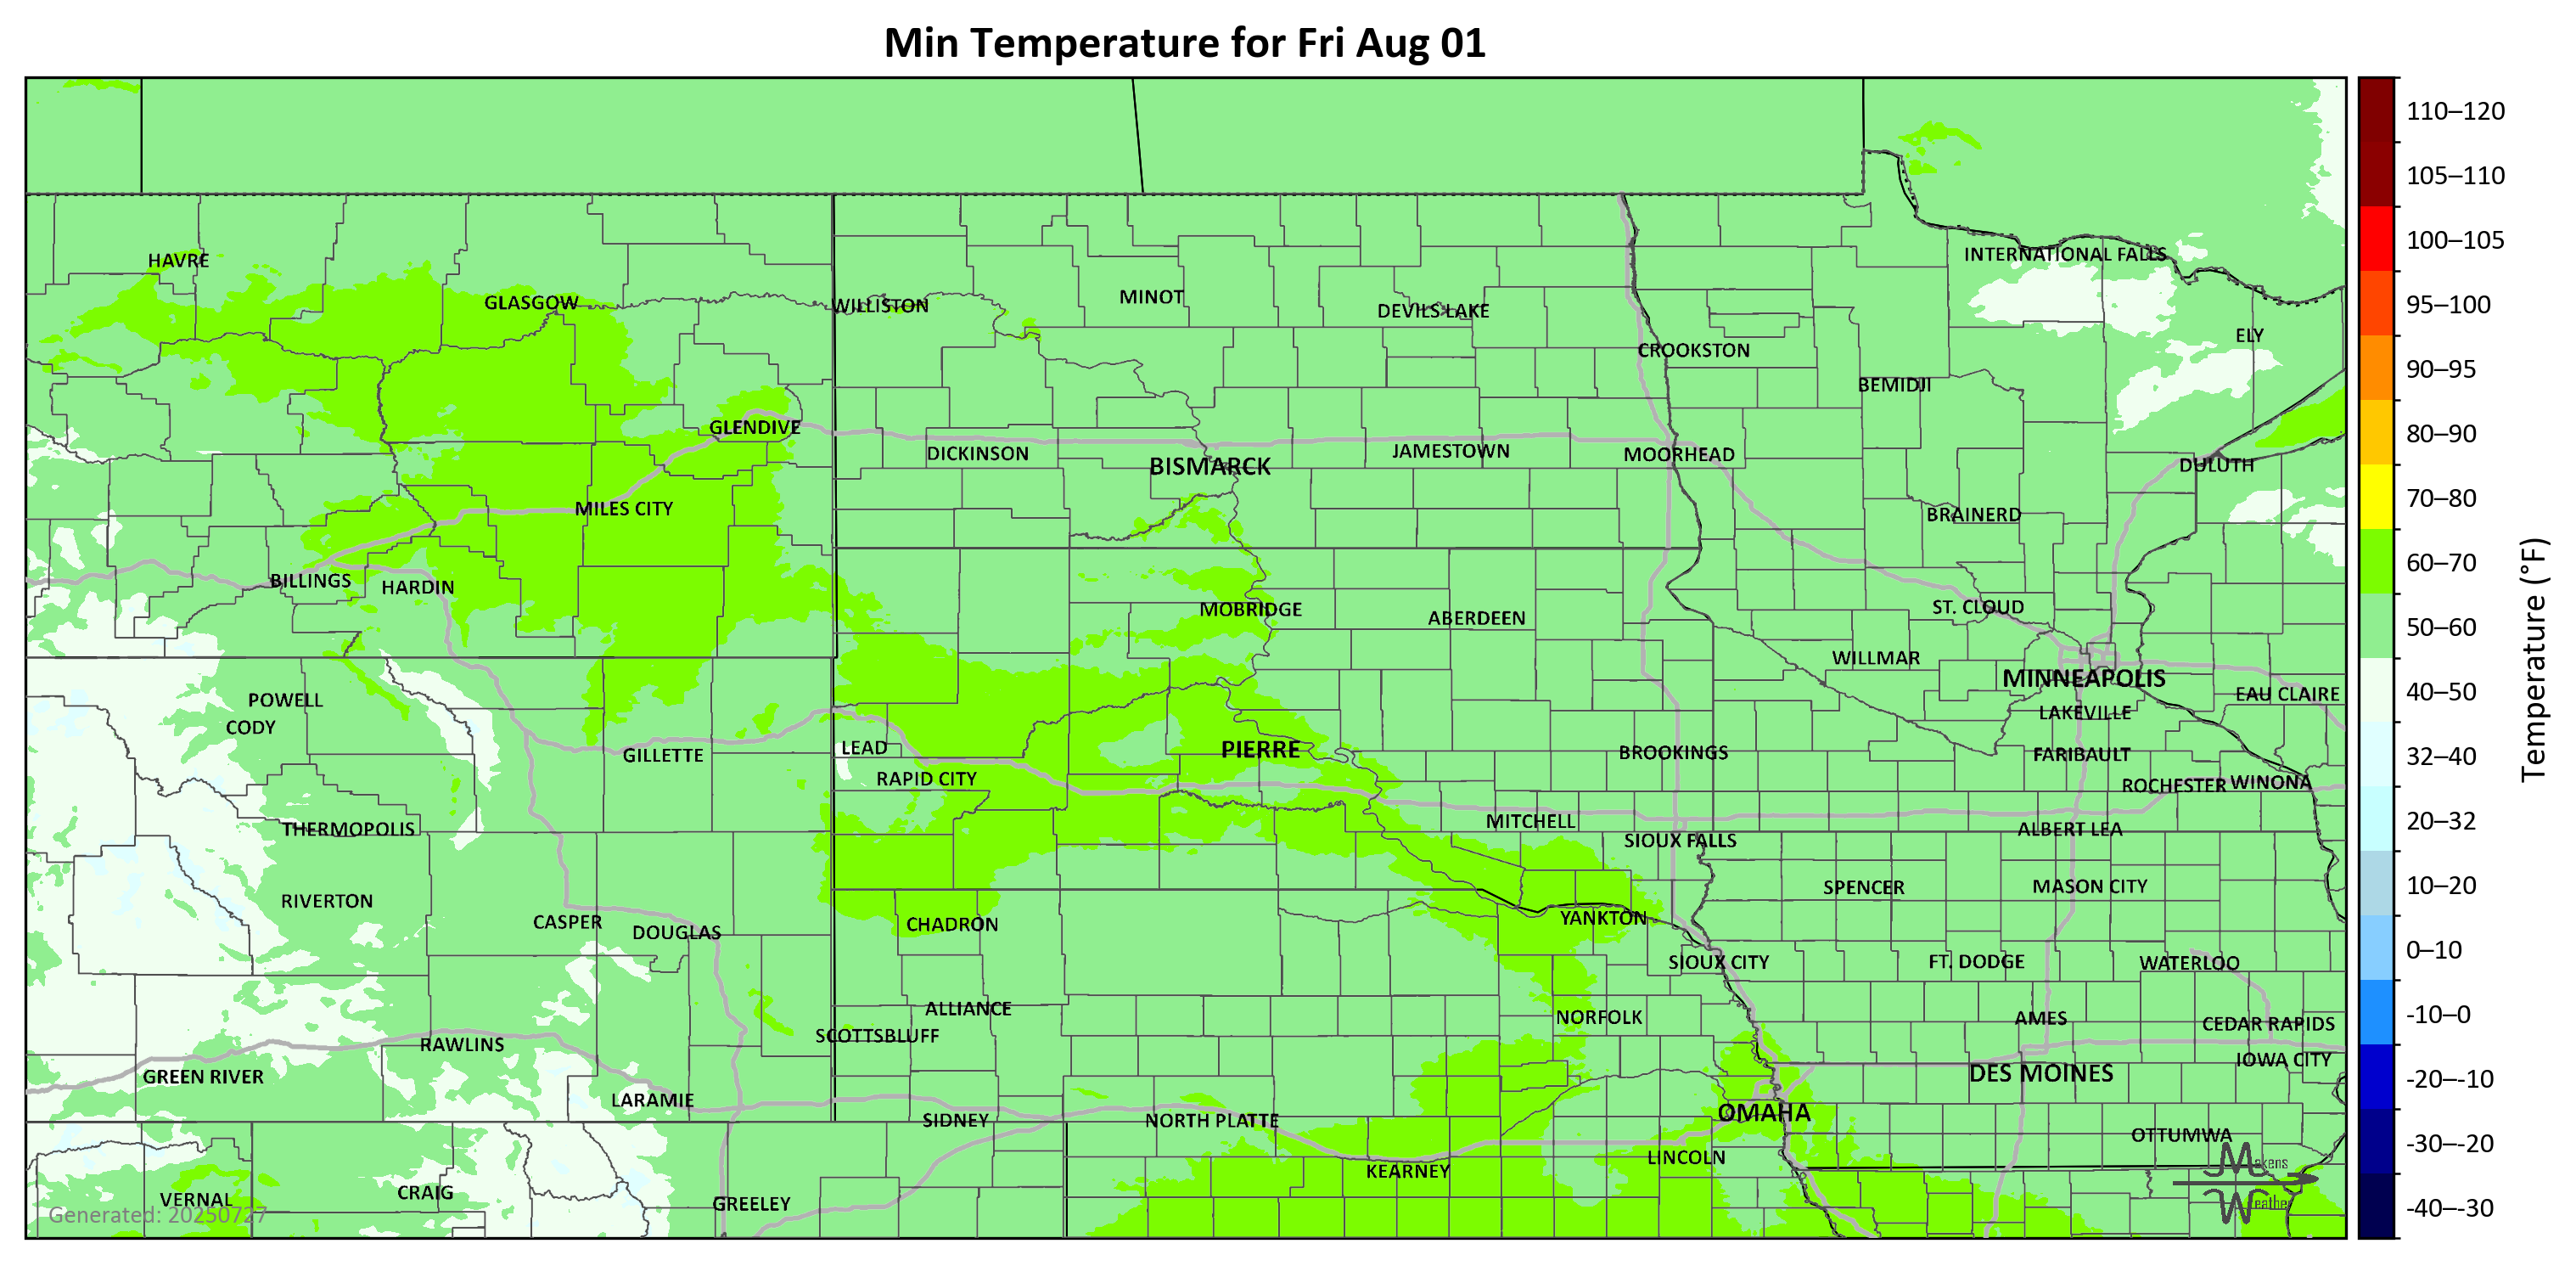 Min Temperature for Fri Aug 01
110–120
105–110
100–105
95–100
90–95
80–90
70–80
60–70
50–60
40–50
32–40
20–32
10–20
0–10
-10–0
-20–-10
-30–-20
-40–-30
Temperature (°F)
HAVRE
GLASGOW
WILLISTON
MINOT
DEVILS LAKE
INTERNATIONAL FALLS
CROOKSTON
ELY
BEMIDJI
GLENDIVE
DICKINSON
BISMARCK
JAMESTOWN
MOORHEAD
DULUTH
MILES CITY
BRAINERD
BILLINGS
HARDIN
MOBRIDGE
ABERDEEN
ST. CLOUD
WILLMAR
MINNEAPOLIS
EAU CLAIRE
POWELL
CODY
LAKEVILLE
GILLETTE
LEAD
PIERRE
BROOKINGS
FARIBAULT
RAPID CITY
ROCHESTER
WINONA
THERMOPOLIS
MITCHELL
SIOUX FALLS
ALBERT LEA
RIVERTON
SPENCER
MASON CITY
CASPER
DOUGLAS
CHADRON
YANKTON
SIOUX CITY
FT. DODGE
WATERLOO
ALLIANCE
NORFOLK
AMES
CEDAR RAPIDS
SCOTTSBLUFF
RAWLINS
IOWA CITY
GREEN RIVER
DES MOINES
LARAMIE
SIDNEY
NORTH PLATTE
OMAHA
OTTUMWA
LINCOLN
KEARNEY
Makens
Weather
VERNAL
CRAIG
GREELEY
Generated: 20250727